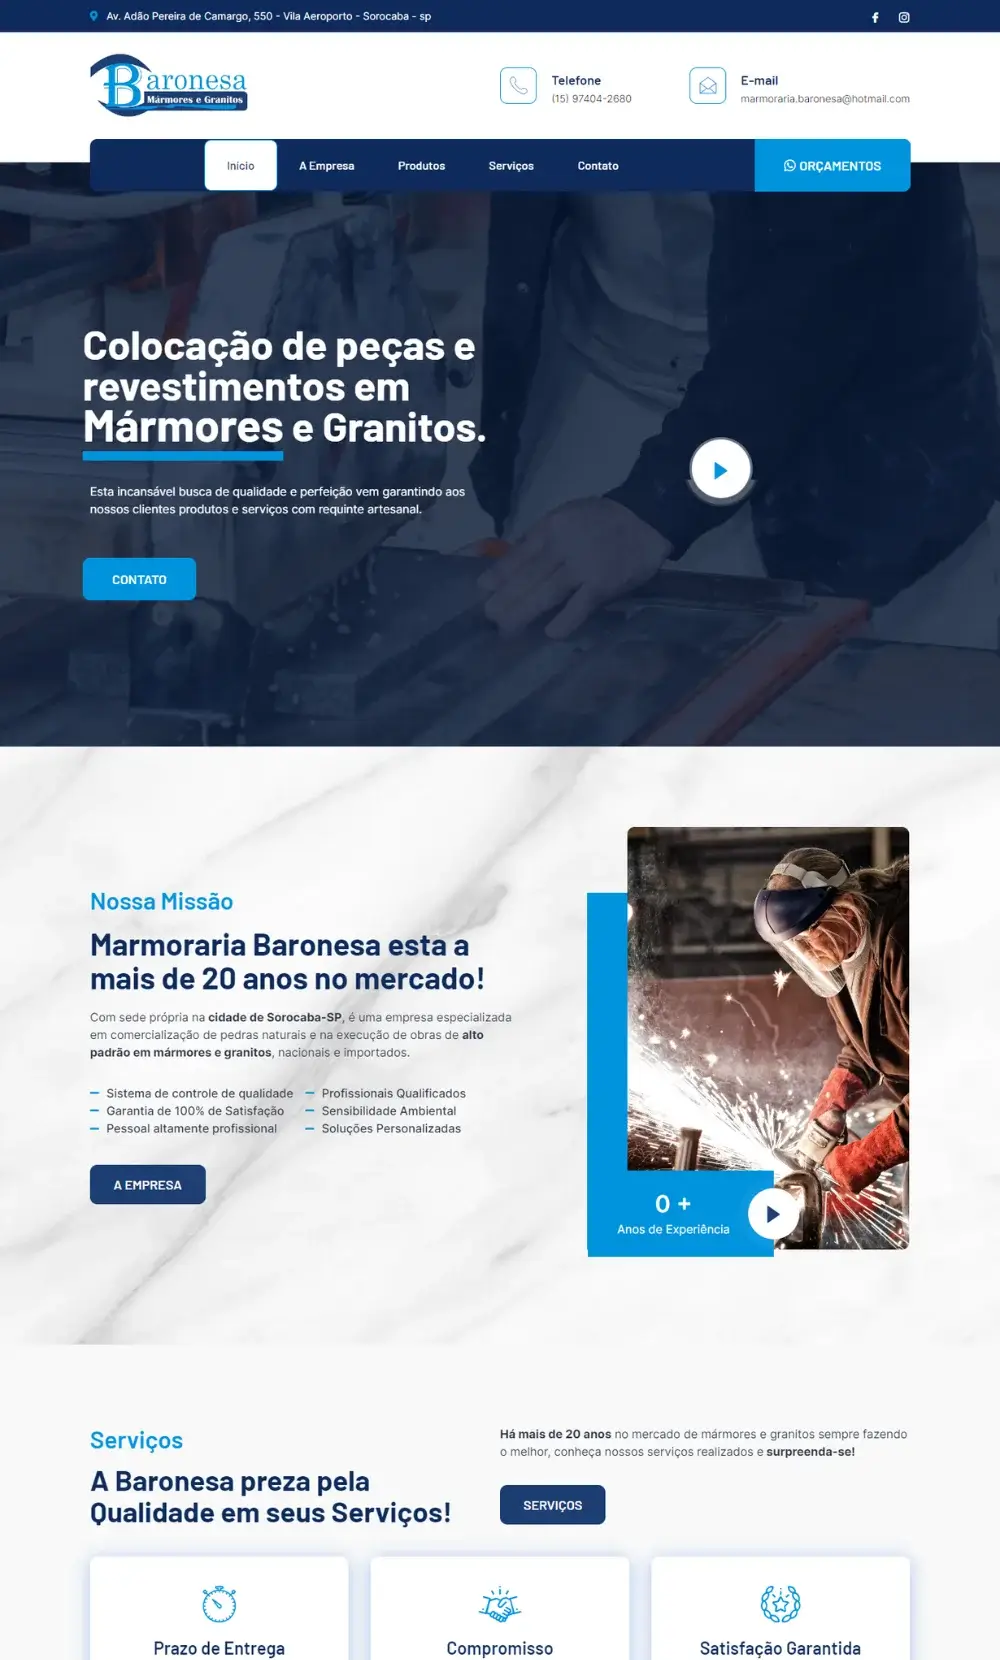 Av. Adão Pereira de Camargo, 550 - Vila Aeroporto - Sorocaba - sp
Baronesa
Mármores e Granitos
Telefone
(15) 97404-2680
E-mail
marmoraria.baronesa@hotmail.com
Início
A Empresa
Produtos
Serviços
Contato
ORÇAMENTOS
Colocação de peças e
revestimentos em
Mármores e Granitos.
Esta incansável busca de qualidade e perfeição vem garantindo aos
nossos clientes produtos e serviços com requinte artesanal.
CONTATO
Nossa Missão
Marmoraria Baronesa esta a
mais de 20 anos no mercado!
Com sede própria na cidade de Sorocaba-SP, é uma empresa especializada
em comercialização de pedras naturais e na execução de obras de alto
padrão em mármores e granitos, nacionais e importados.
Sistema de controle de qualidade
Garantia de 100% de Satisfação
Pessoal altamente profissional
Profissionais Qualificados
Sensibilidade Ambiental
Soluções Personalizadas
A EMPRESA
0 +
Anos de Experiência
Serviços
A Baronesa preza pela
Qualidade em seus Serviços!
Há mais de 20 anos no mercado de mármores e granitos sempre fazendo
o melhor, conheça nossos serviços realizados e surpreenda-se!
SERVIÇOS
Prazo de Entrega
Compromisso
Satisfação Garantida